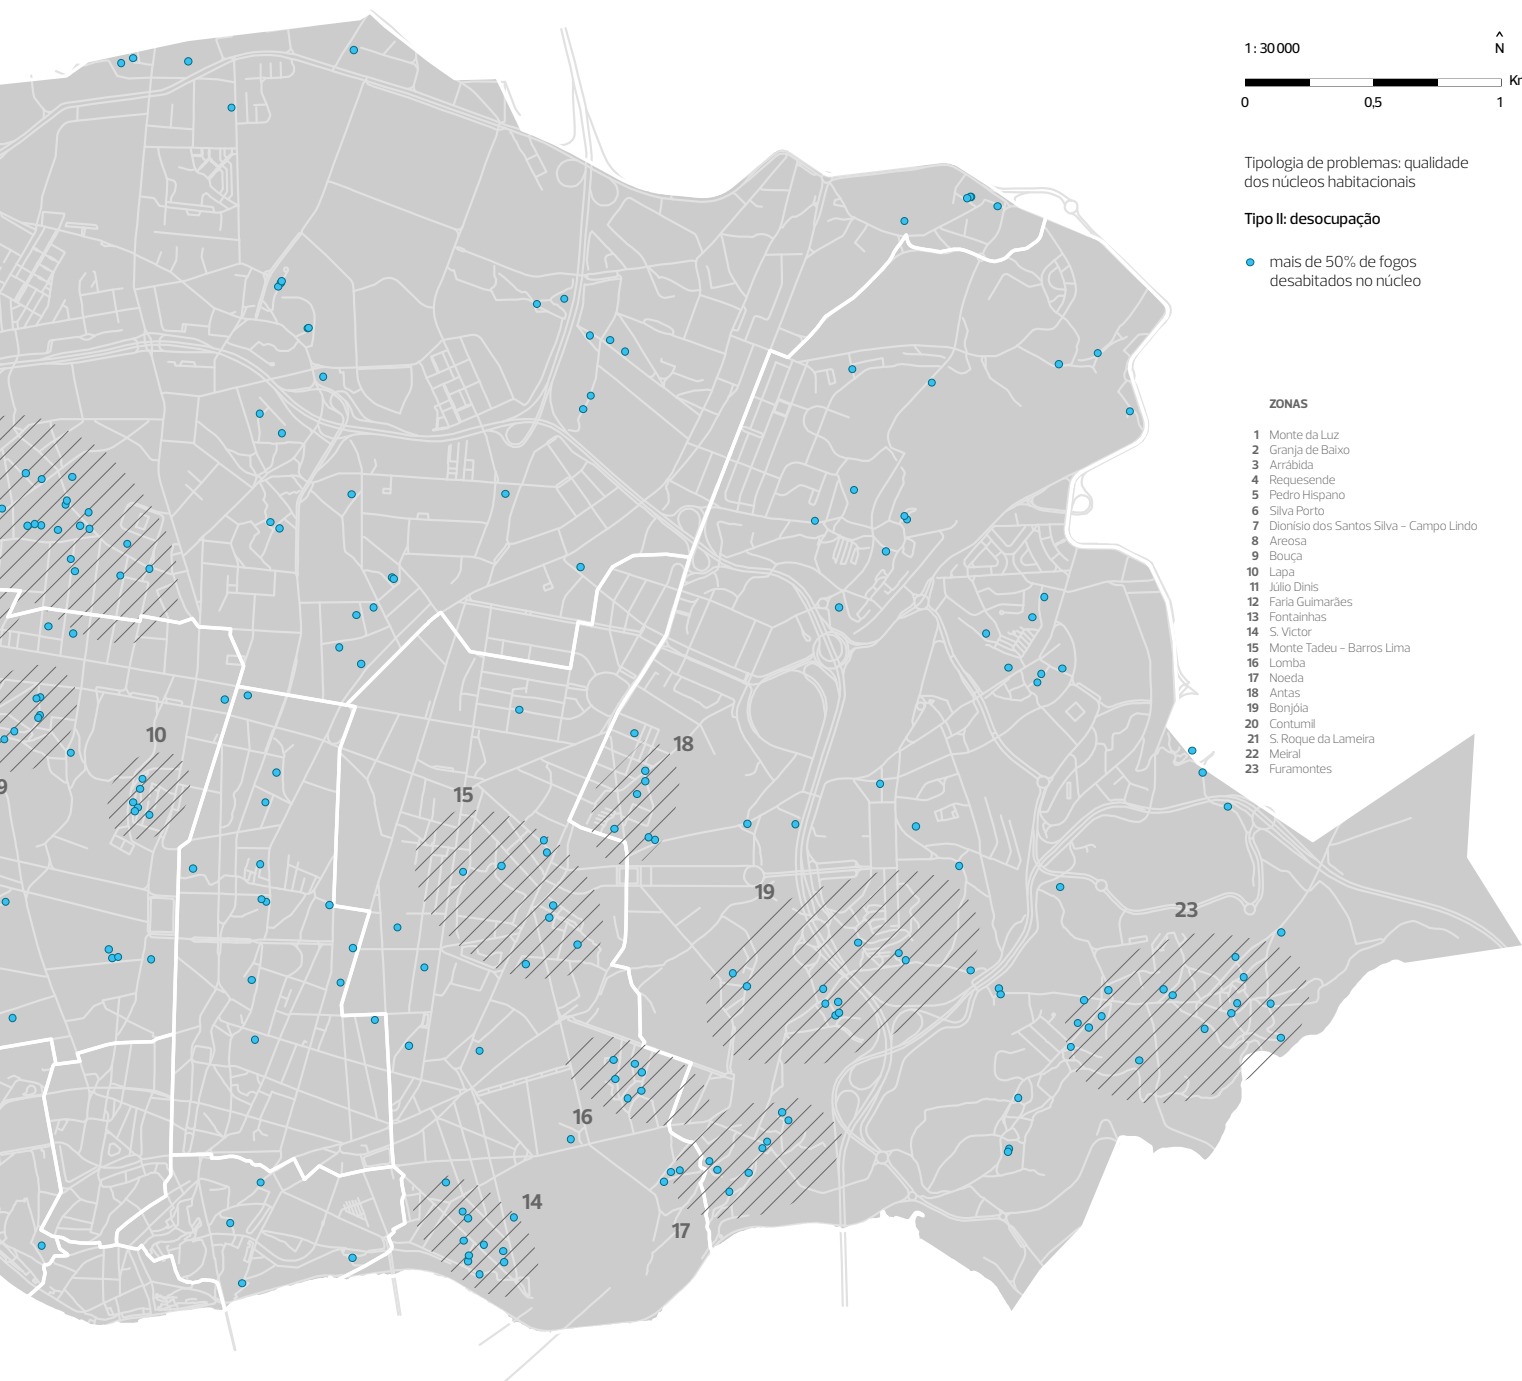 1 : 30 000
^
N
Km
0 0,5 1
Tipologia de problemas: qualidade
dos núcleos habitacionais
Tipo II: desocupação
mais de 50% de fogos
desabitados no núcleo
ZONAS
1 Monte da Luz
2 Granja de Baixo
3 Arrábida
4 Requesende
5 Pedro Hispano
6 Silva Porto
7 Dionísio dos Santos Silva – Campo Lindo
8 Areosa
9 Bouça
10 Lapa
11 Júlio Dinis
12 Faria Guimarães
13 Fontainhas
14 S. Victor
15 Monte Tadeu – Barros Lima
16 Lomba
17 Noeda
18 Antas
19 Bonjóia
20 Contumil
21 S. Roque da Lameira
22 Meiral
23 Furamontes
10
18
9
15
19
23
16
14
17